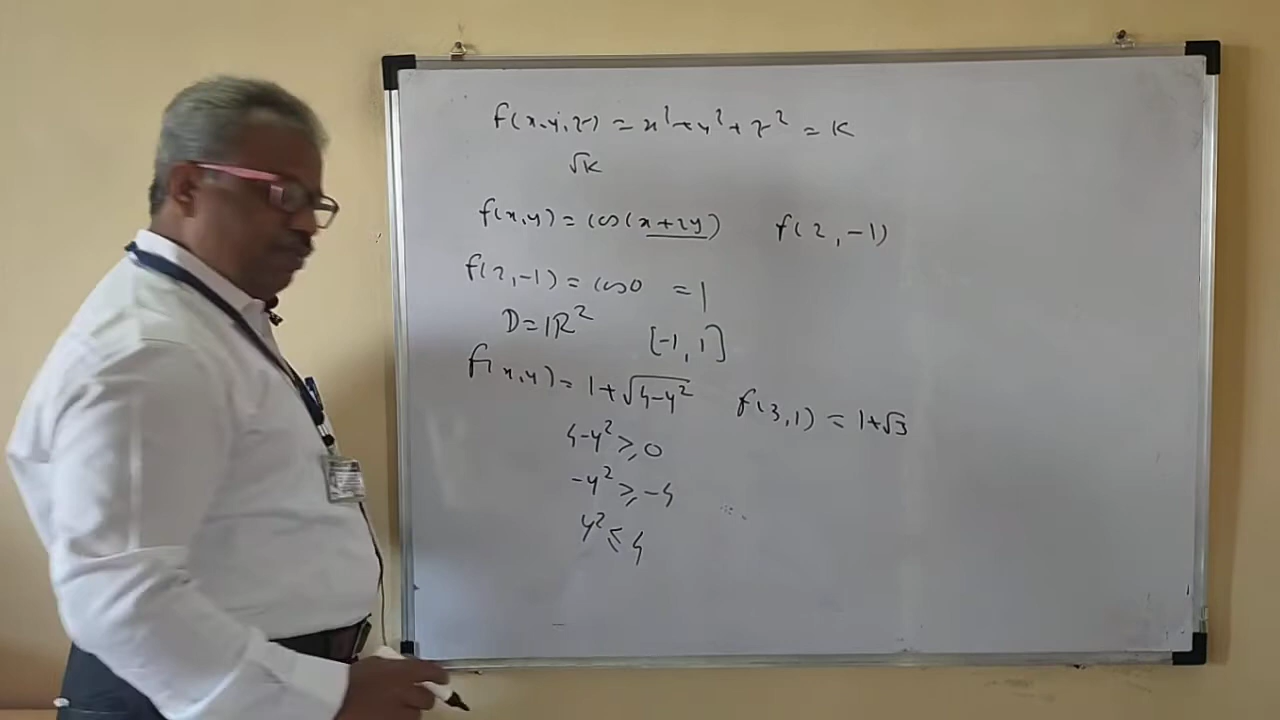 f(x,y,z) = x²+y²+z² = K
√K
f(x,y) = cos(x+2y) f(2,-1)
f(2,-1) = cos0 = 1
D=ℝ² [-1,1]
f(x,y) = 1+√4-y² f(3,1) = 1+√3
4-y² ≥ 0
-y² ≥ -4
y² ≤ 4